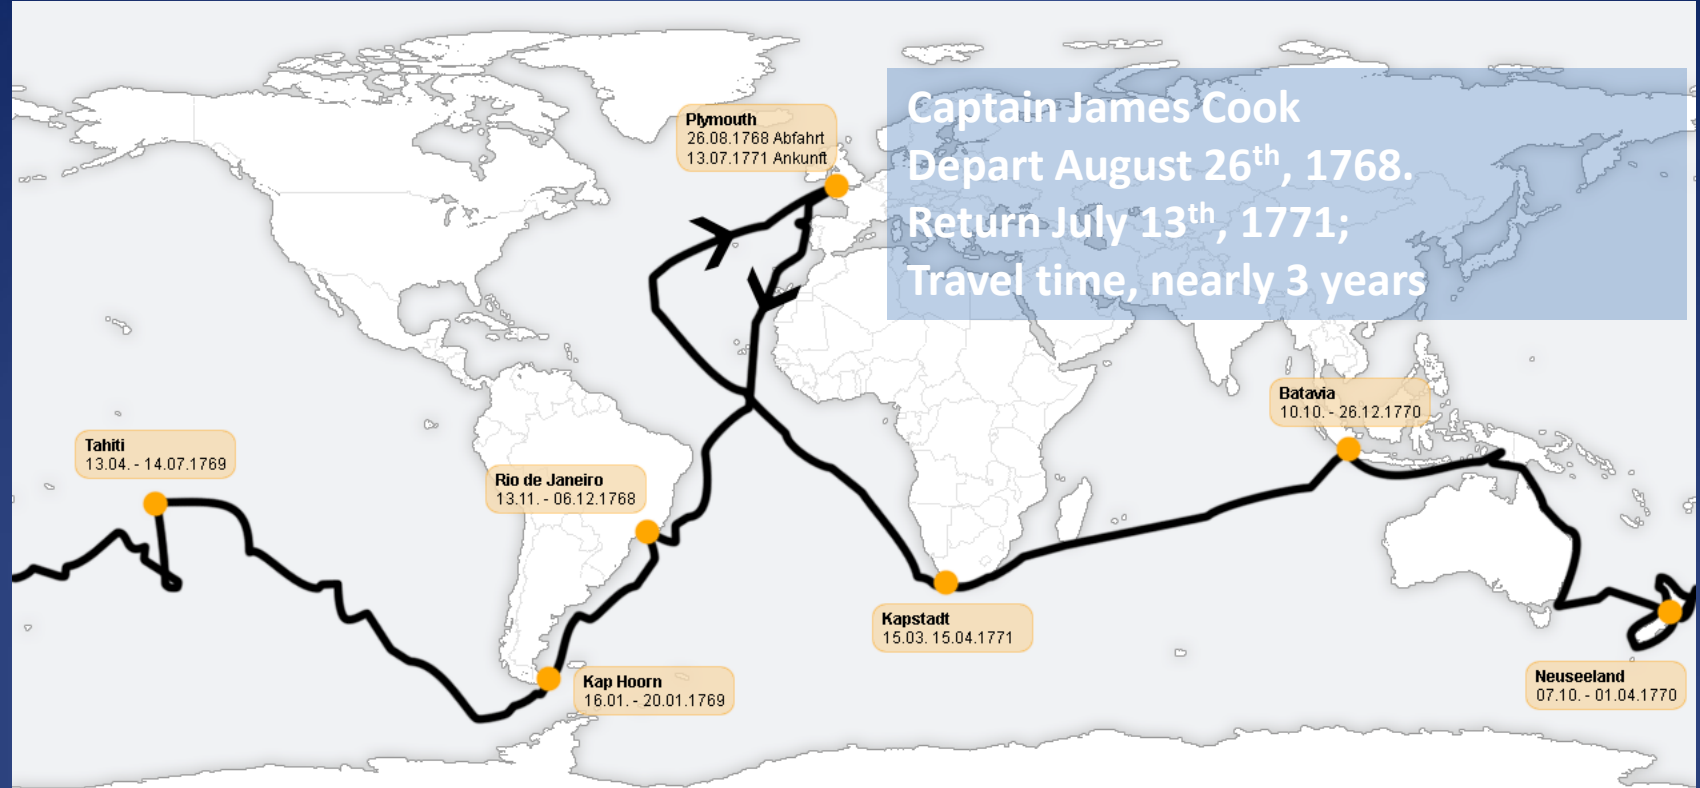 Captain James Cook
Depart August 26th, 1768.
Return July 13th, 1771;
Travel time, nearly 3 years
Plymouth
26.08.1768 Abfahrt
13.07.1771 Ankunft
Batavia
10.10. - 26.12.1770
Tahiti
13.04. - 14.07.1769
Rio de Janeiro
13.11. - 06.12.1768
Kapstadt
15.03. 15.04.1771
Kap Hoorn
16.01. - 20.01.1769
Neuseeland
07.10. - 01.04.1770